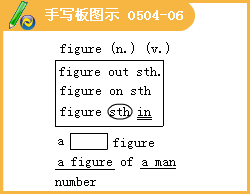 手写板图示 0504-06
figure (n.) (v.)
figure out sth.
figure on sth
figure sth in
a figure
a figure of a man
number